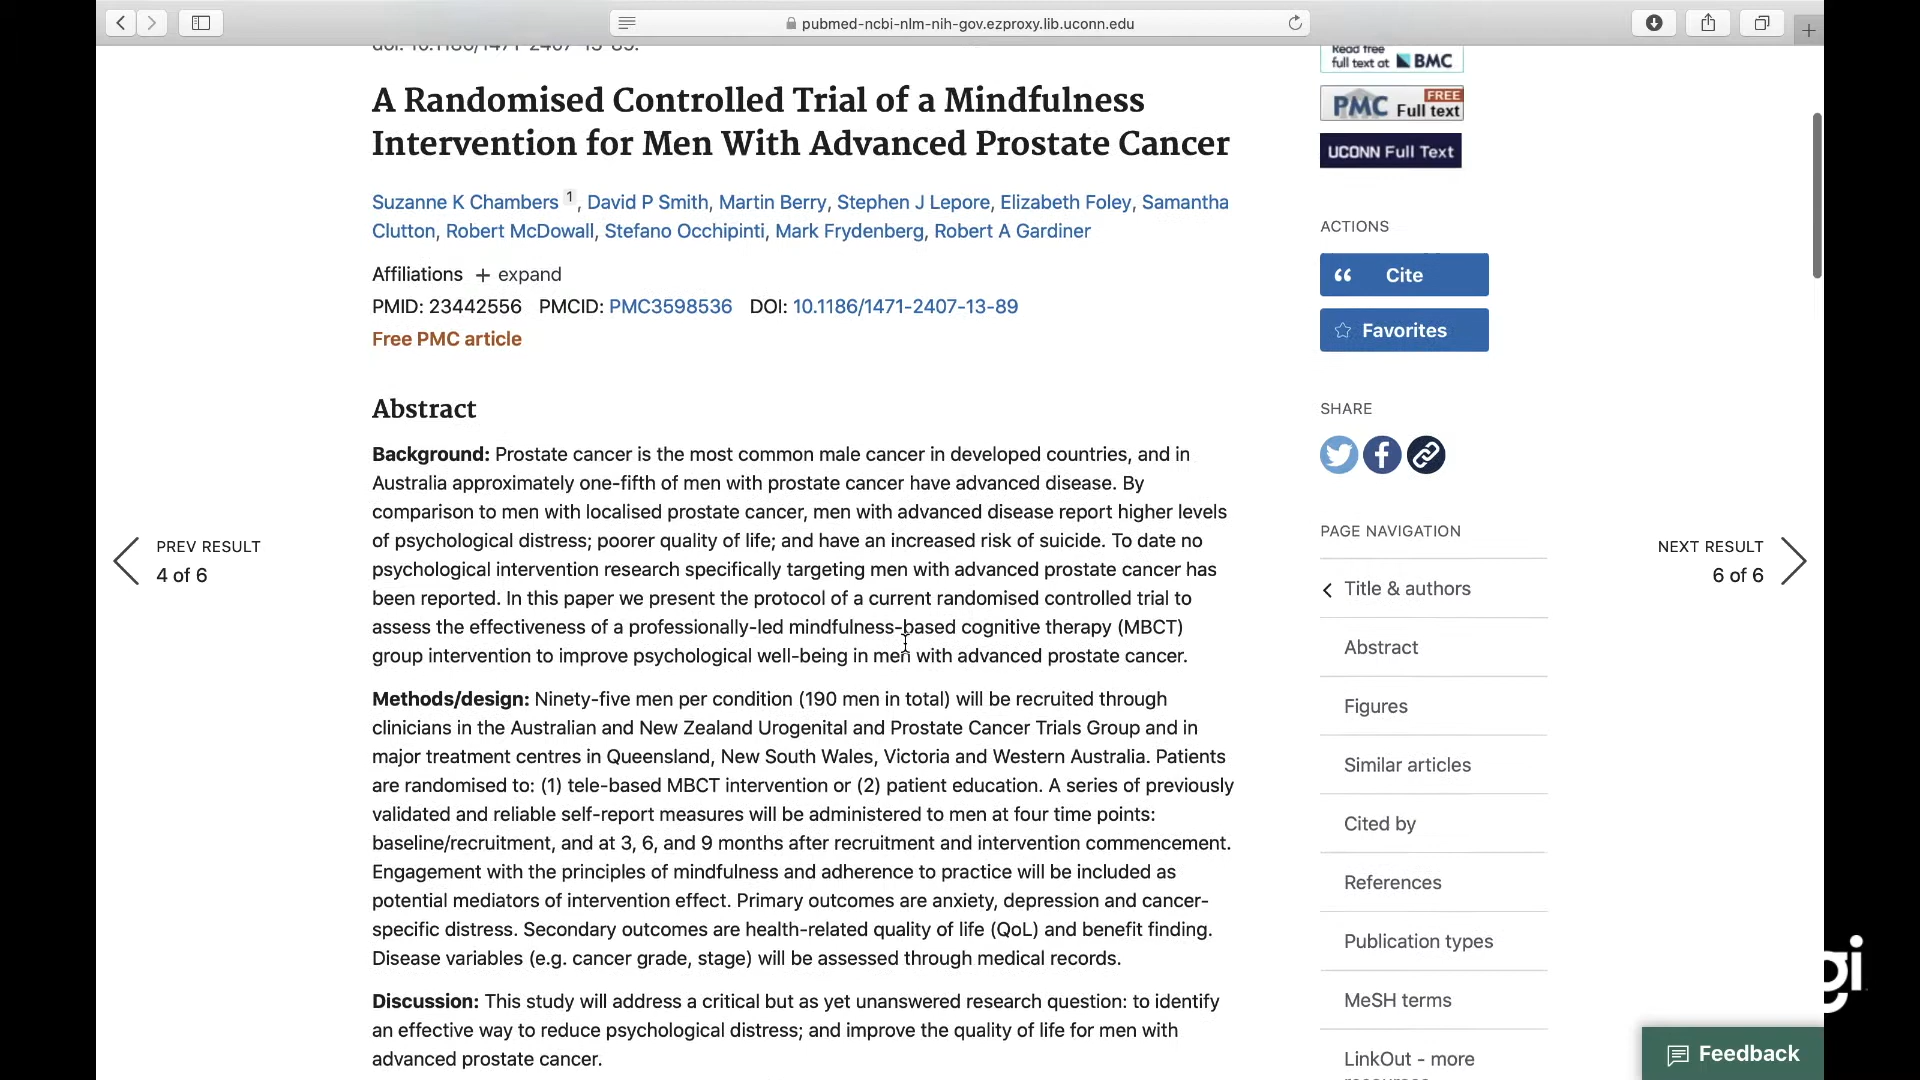 pubmed-ncbi-nlm-nih-gov.ezproxy.lib.uconn.edu
doi: 10.1186/1471-2407-13-89.
Read free
full text at BMC
A Randomised Controlled Trial of a Mindfulness
Intervention for Men With Advanced Prostate Cancer
PMC FREE Full text
UCONN Full Text
Suzanne K Chambers 1, David P Smith, Martin Berry, Stephen J Lepore, Elizabeth Foley, Samantha
Clutton, Robert McDowall, Stefano Occhipinti, Mark Frydenberg, Robert A Gardiner
Affiliations + expand
PMID: 23442556 PMCID: PMC3598536 DOI: 10.1186/1471-2407-13-89
Free PMC article
Abstract
Background: Prostate cancer is the most common male cancer in developed countries, and in
Australia approximately one-fifth of men with prostate cancer have advanced disease. By
comparison to men with localised prostate cancer, men with advanced disease report higher levels
of psychological distress; poorer quality of life; and have an increased risk of suicide. To date no
psychological intervention research specifically targeting men with advanced prostate cancer has
been reported. In this paper we present the protocol of a current randomised controlled trial to
assess the effectiveness of a professionally-led mindfulness-based cognitive therapy (MBCT)
group intervention to improve psychological well-being in men with advanced prostate cancer.
Methods/design: Ninety-five men per condition (190 men in total) will be recruited through
clinicians in the Australian and New Zealand Urogenital and Prostate Cancer Trials Group and in
major treatment centres in Queensland, New South Wales, Victoria and Western Australia. Patients
are randomised to: (1) tele-based MBCT intervention or (2) patient education. A series of previously
validated and reliable self-report measures will be administered to men at four time points:
baseline/recruitment, and at 3, 6, and 9 months after recruitment and intervention commencement.
Engagement with the principles of mindfulness and adherence to practice will be included as
potential mediators of intervention effect. Primary outcomes are anxiety, depression and cancer-
specific distress. Secondary outcomes are health-related quality of life (QoL) and benefit finding.
Disease variables (e.g. cancer grade, stage) will be assessed through medical records.
Discussion: This study will address a critical but as yet unanswered research question: to identify
an effective way to reduce psychological distress; and improve the quality of life for men with
advanced prostate cancer.
PREV RESULT
4 of 6
NEXT RESULT
6 of 6
ACTIONS
Cite
Favorites
SHARE
PAGE NAVIGATION
Title & authors
Abstract
Figures
Similar articles
Cited by
References
Publication types
MeSH terms
LinkOut - more
gi
Feedback